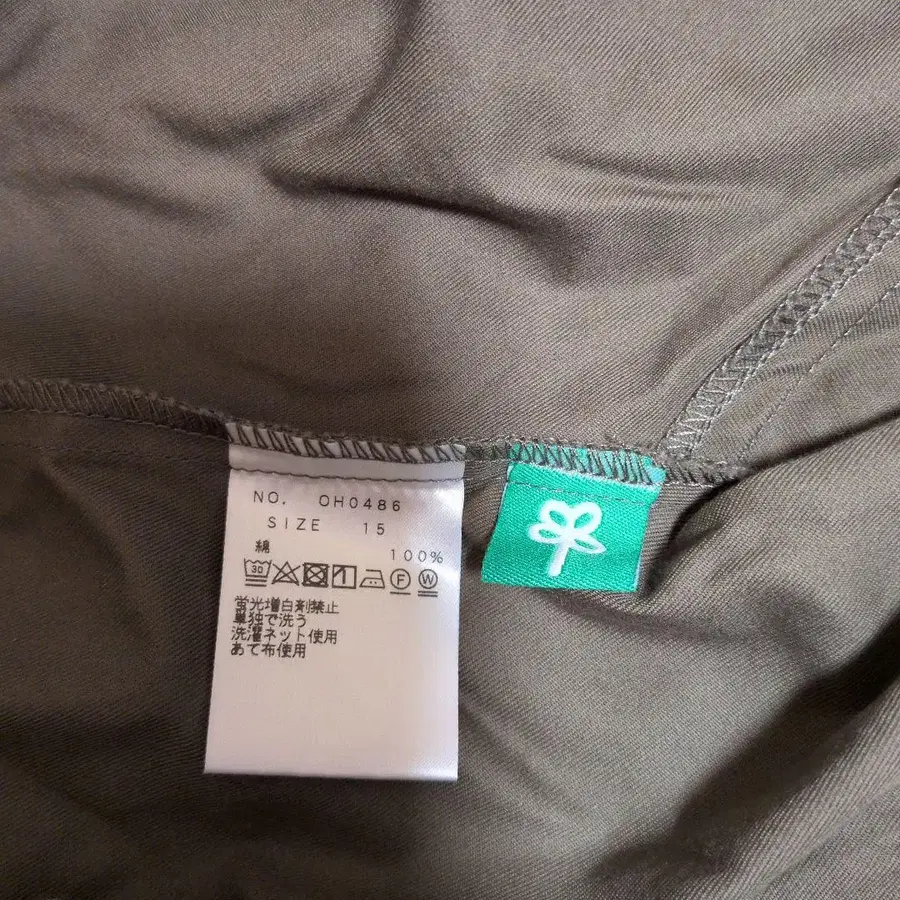 NO. OH0486
SIZE 15
綿 100%
30 F W
蛍光増白剤禁止
単独で洗う
洗濯ネット使用
あて布使用